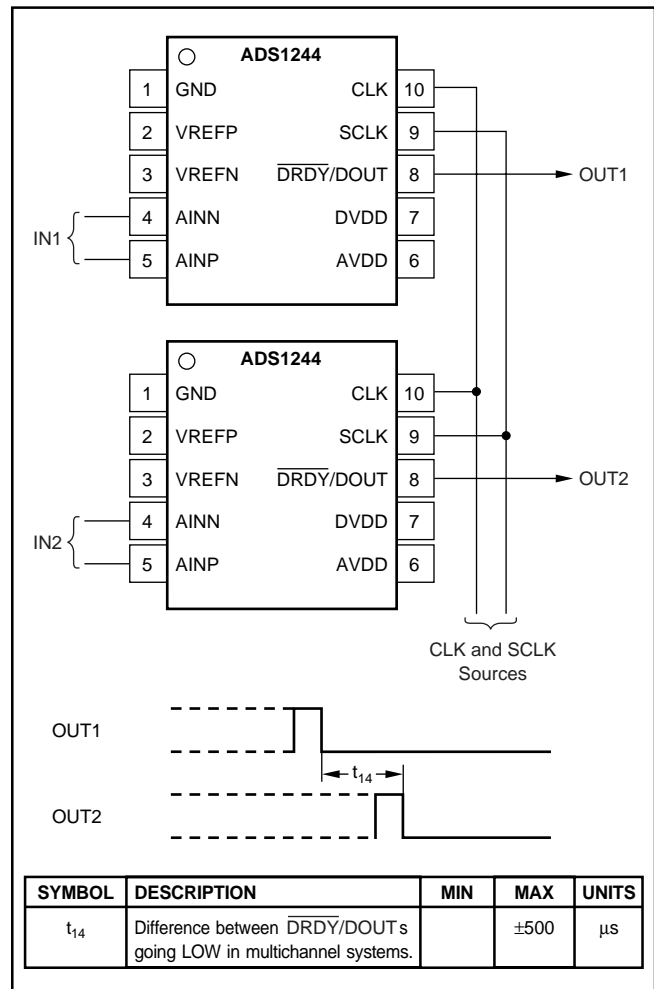 ADS1244
1 GND CLK 10
2 VREFP SCLK 9
3 VREFN DRDY/DOUT 8 OUT1
IN1
4 AINN DVDD 7
5 AINP AVDD 6
ADS1244
1 GND CLK 10
2 VREFP SCLK 9
3 VREFN DRDY/DOUT 8 OUT2
IN2
4 AINN DVDD 7
5 AINP AVDD 6
CLK and SCLK
Sources
OUT1
t14
OUT2
SYMBOL DESCRIPTION MIN MAX UNITS
t14 Difference between DRDY/DOUTs ±500 µs
going LOW in multichannel systems.